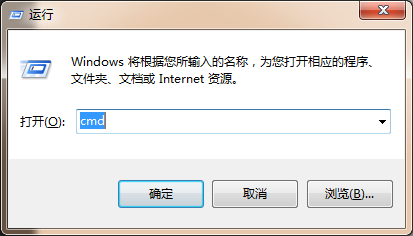 运行
Windows 将根据您所输入的名称，为您打开相应的程序、
文件夹、文档或 Internet 资源。
打开(O): cmd
确定 取消 浏览(B)...